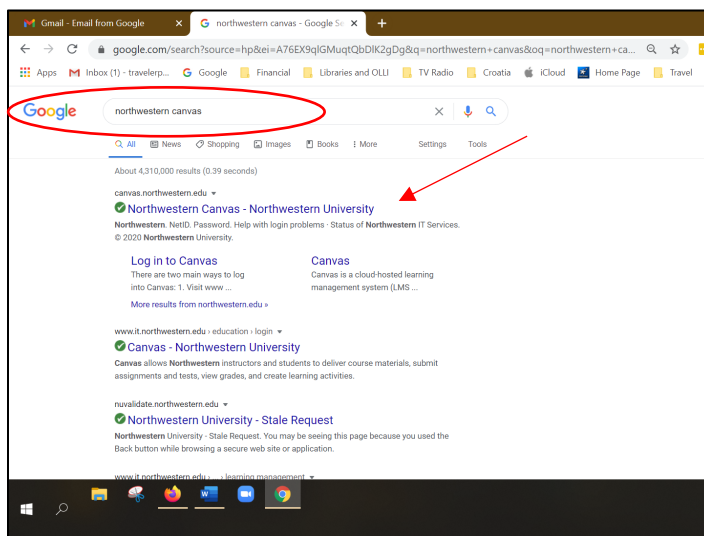 Gmail - Email from Google
northwestern canvas - Google Se
google.com/search?source=hp&ei=A76EX9qlGMuqtQbDlK2gDg&q=northwestern+canvas&oq=northwestern+ca...
Apps Inbox (1) - travelerp... Google Financial Libraries and OLLI TV Radio Croatia iCloud Home Page Travel
Google northwestern canvas
All News Shopping Images Books More Settings Tools
About 4,310,000 results (0.39 seconds)
canvas.northwestern.edu
Northwestern Canvas - Northwestern University
Northwestern. NetID. Password. Help with login problems · Status of Northwestern IT Services.
© 2020 Northwestern University.
Log in to Canvas Canvas
There are two main ways to log Canvas is a cloud-hosted learning
into Canvas: 1. Visit www ... management system (LMS ...
More results from northwestern.edu »
www.it.northwestern.edu › education › login
Canvas - Northwestern University
Canvas allows Northwestern instructors and students to deliver course materials, submit
assignments and tests, view grades, and create learning activities.
nuvalidate.northwestern.edu
Northwestern University - Stale Request
Northwestern University - Stale Request. You may be seeing this page because you used the
Back button while browsing a secure web site or application.
www.it.northwestern.edu › ... › learning management